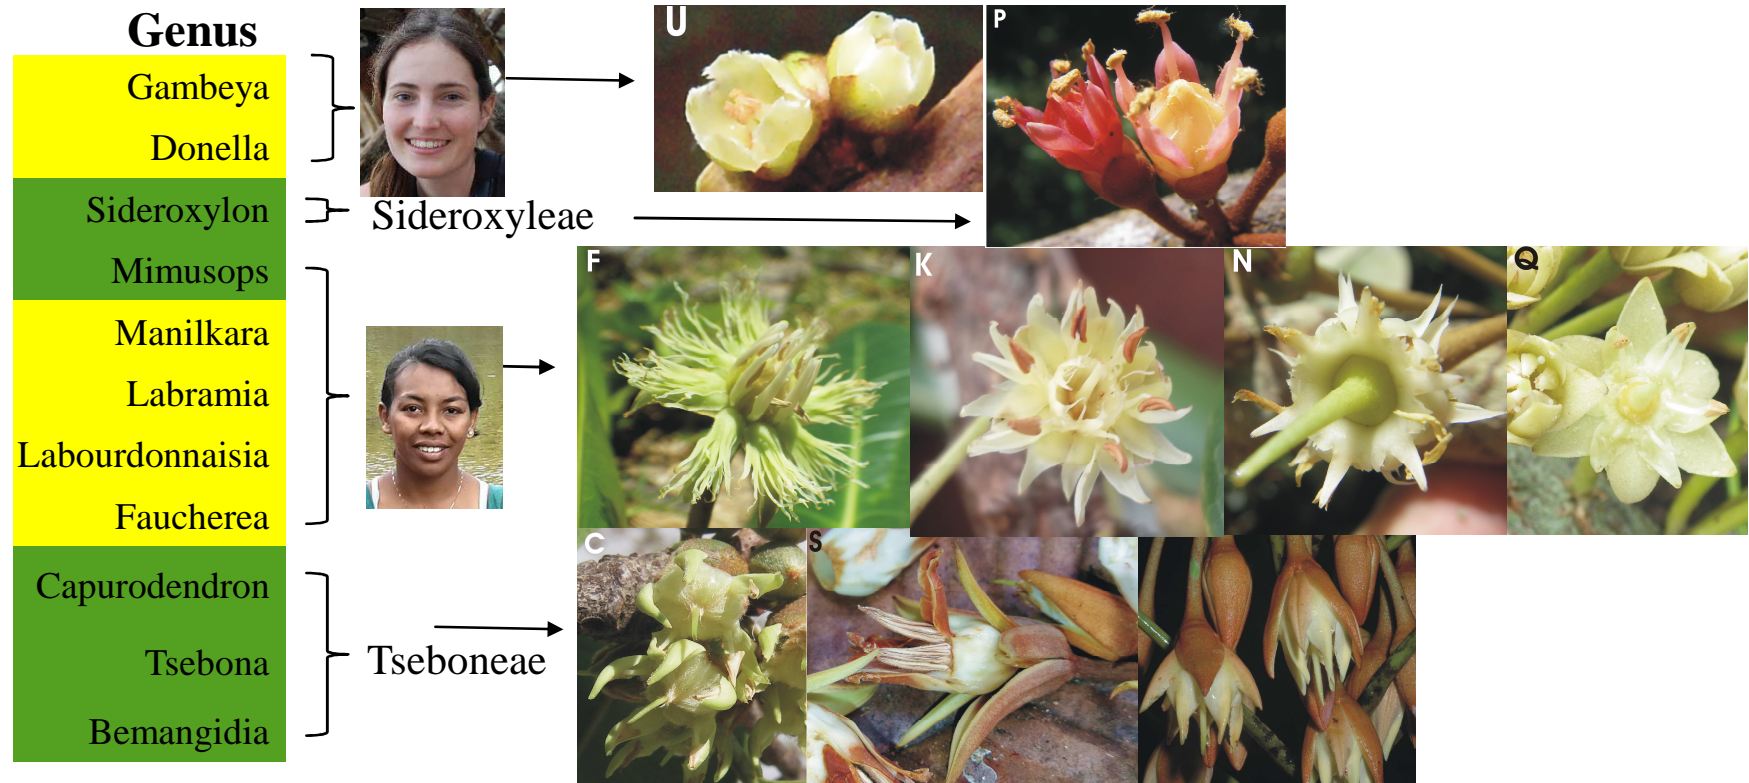 Genus
Gambeya
Donella
Sideroxylon
Mimusops
Manilkara
Labramia
Labourdonnaisia
Faucherea
Capurodendron
Tsebona
Bemangidia
Sideroxyleae
Tseboneae
U
P
F
K
N
Q
C
S